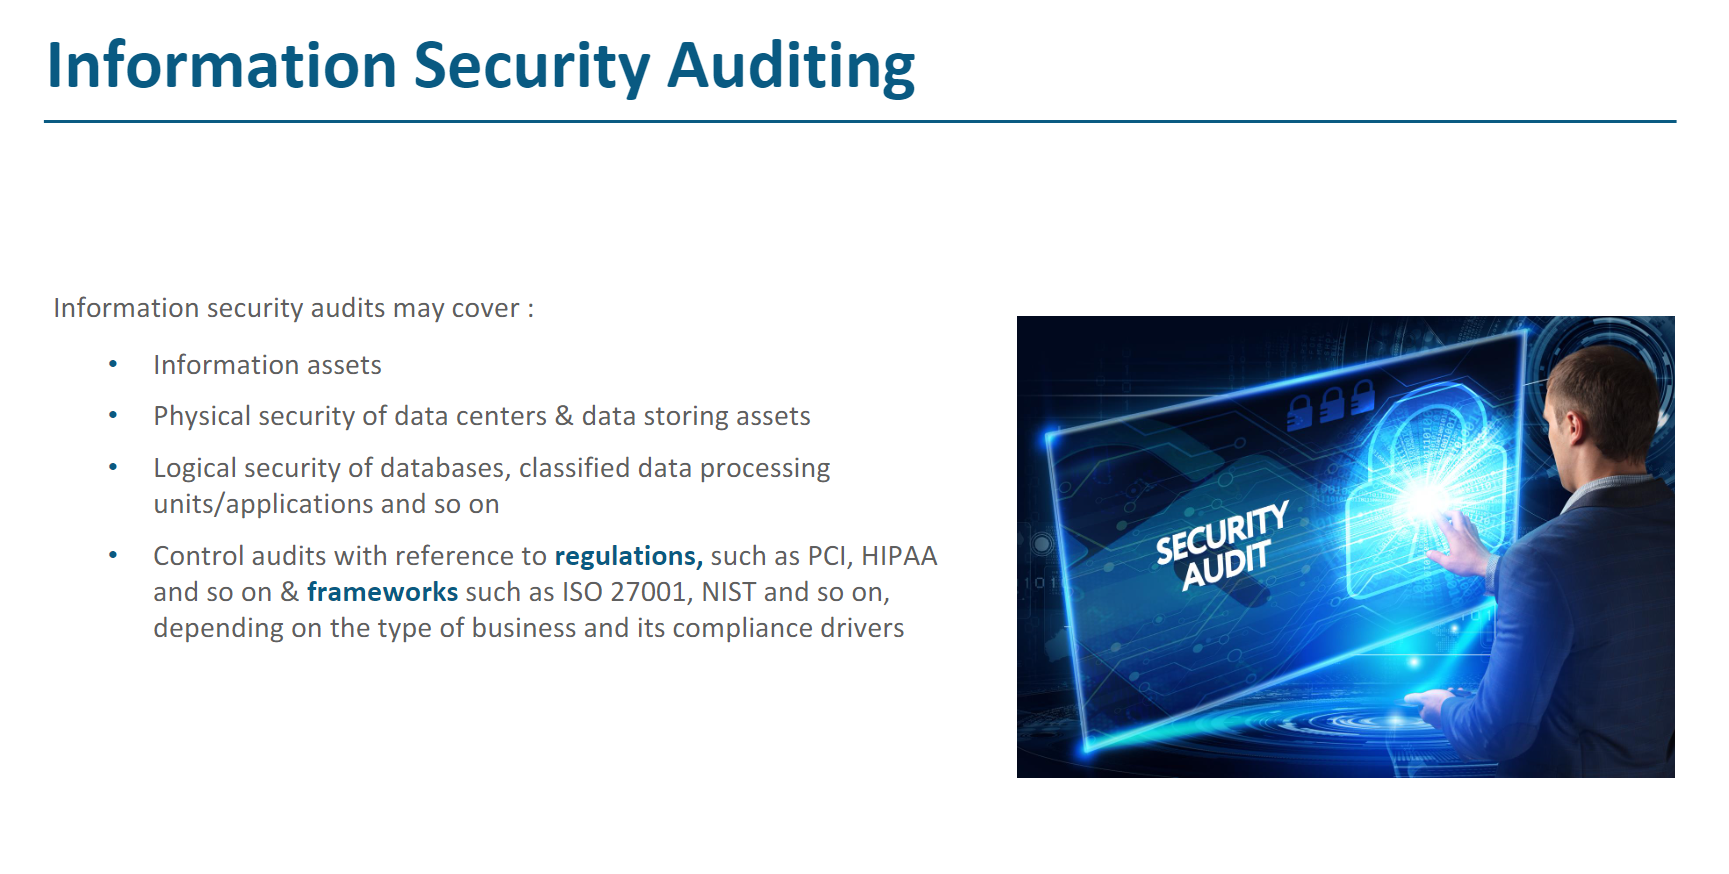 Information Security Auditing
Information security audits may cover :
• Information assets
• Physical security of data centers & data storing assets
• Logical security of databases, classified data processing
units/applications and so on
• Control audits with reference to regulations, such as PCI, HIPAA
and so on & frameworks such as ISO 27001, NIST and so on,
depending on the type of business and its compliance drivers
SECURITY
AUDIT